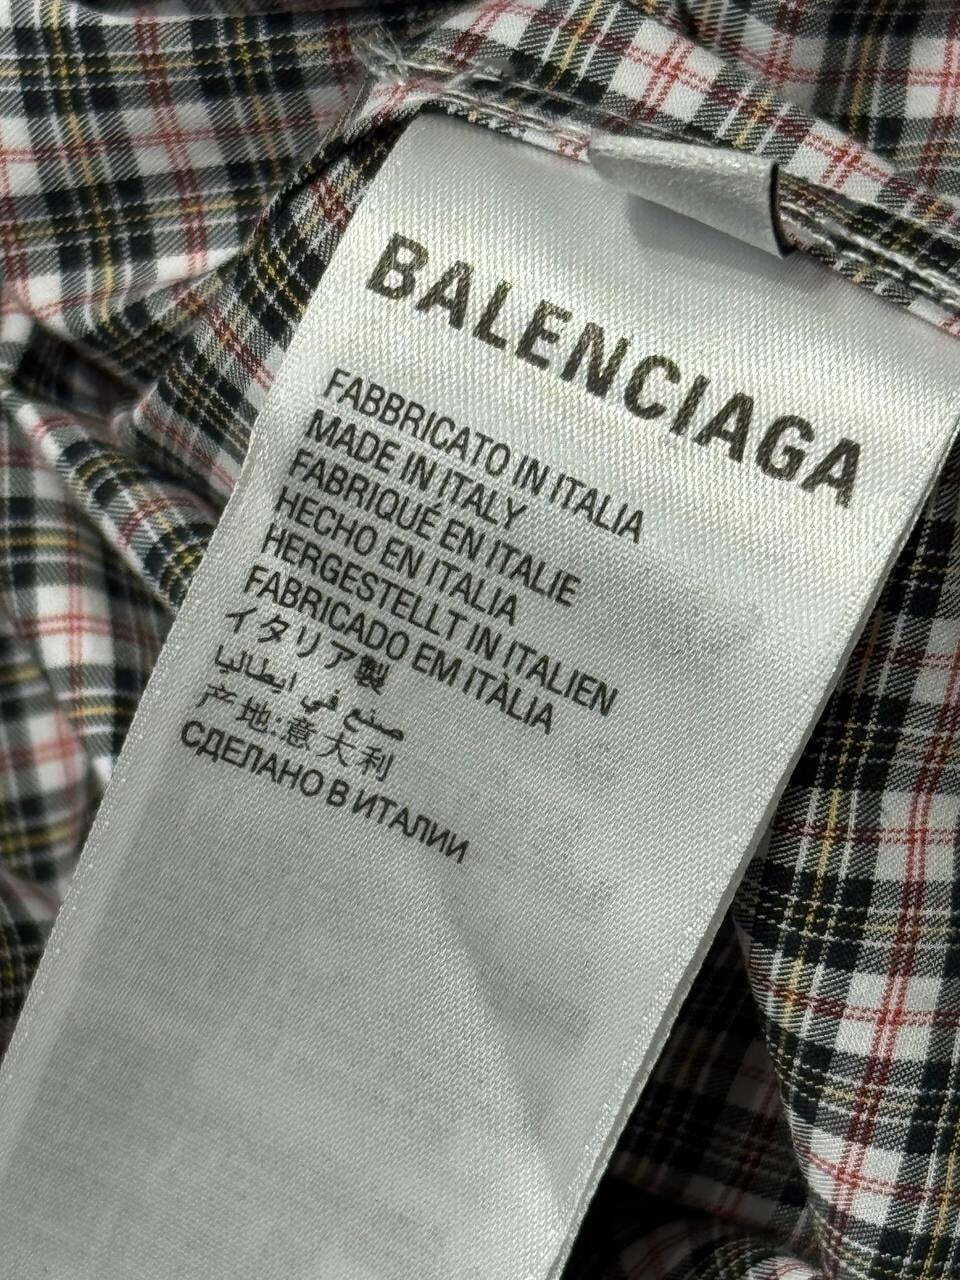 BALENCIAGA
FABBRICATO IN ITALIA
MADE IN ITALY
FABRIQUÉ EN ITALIE
HECHO EN ITALIA
HERGESTELLT IN ITALIEN
FABRICADO EM ITÀLIA
イタリア製
صنع في ايطاليا
产地:意大利
СДЕЛАНО В ИТАЛИИ